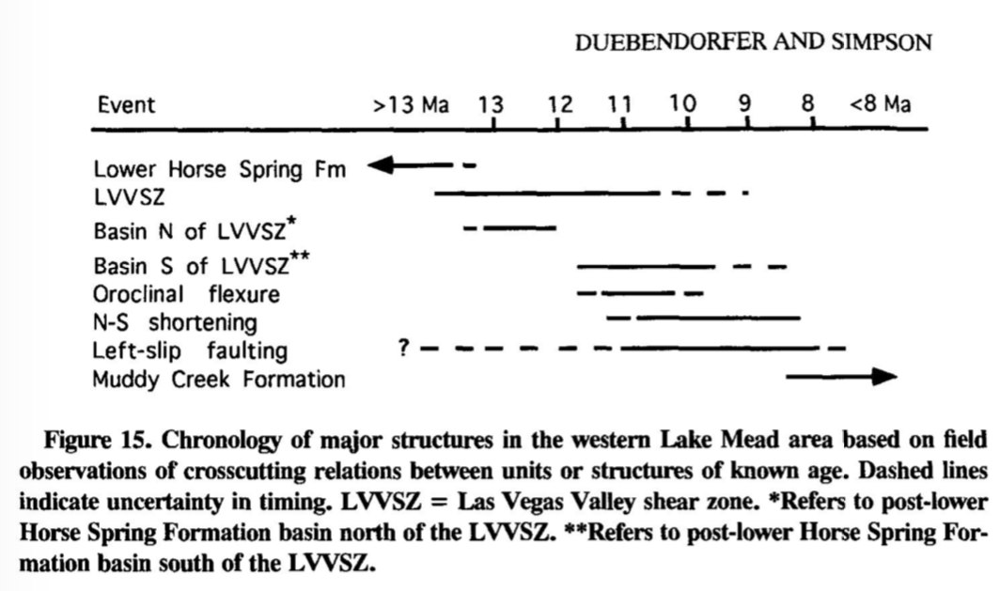 DUEBENDORFER AND SIMPSON
Event >13 Ma 13 12 11 10 9 8 <8 Ma
Lower Horse Spring Fm
LVVSZ
Basin N of LVVSZ*
Basin S of LVVSZ**
Oroclinal flexure
N-S shortening
Left-slip faulting ?
Muddy Creek Formation
Figure 15. Chronology of major structures in the western Lake Mead area based on field
observations of crosscutting relations between units or structures of known age. Dashed lines
indicate uncertainty in timing. LVVSZ = Las Vegas Valley shear zone. *Refers to post-lower
Horse Spring Formation basin north of the LVVSZ. **Refers to post-lower Horse Spring For-
mation basin south of the LVVSZ.